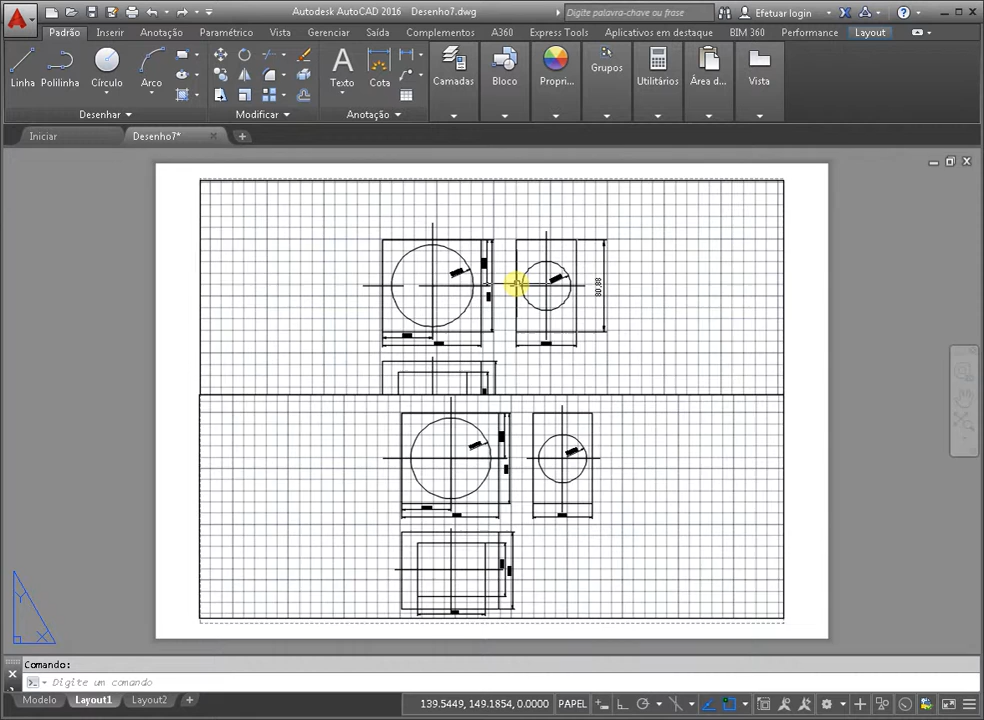 Autodesk AutoCAD 2016 Desenho7.dwg
Digite palavra-chave ou frase
Efetuar login
Padrão Inserir Anotação Paramétrico Vista Gerenciar Saída Complementos A360 Express Tools Aplicativos em destaque BIM 360 Performance Layout
Linha Polilinha Círculo Arco Texto Cota Camadas Bloco Propri... Grupos Utilitários Área d... Vista
Desenhar Modificar Anotação
Iniciar Desenho7*
80,88
Y
X
Comando:
Digite um comando
Modelo Layout1 Layout2
139.5449, 149.1854, 0.0000 PAPEL